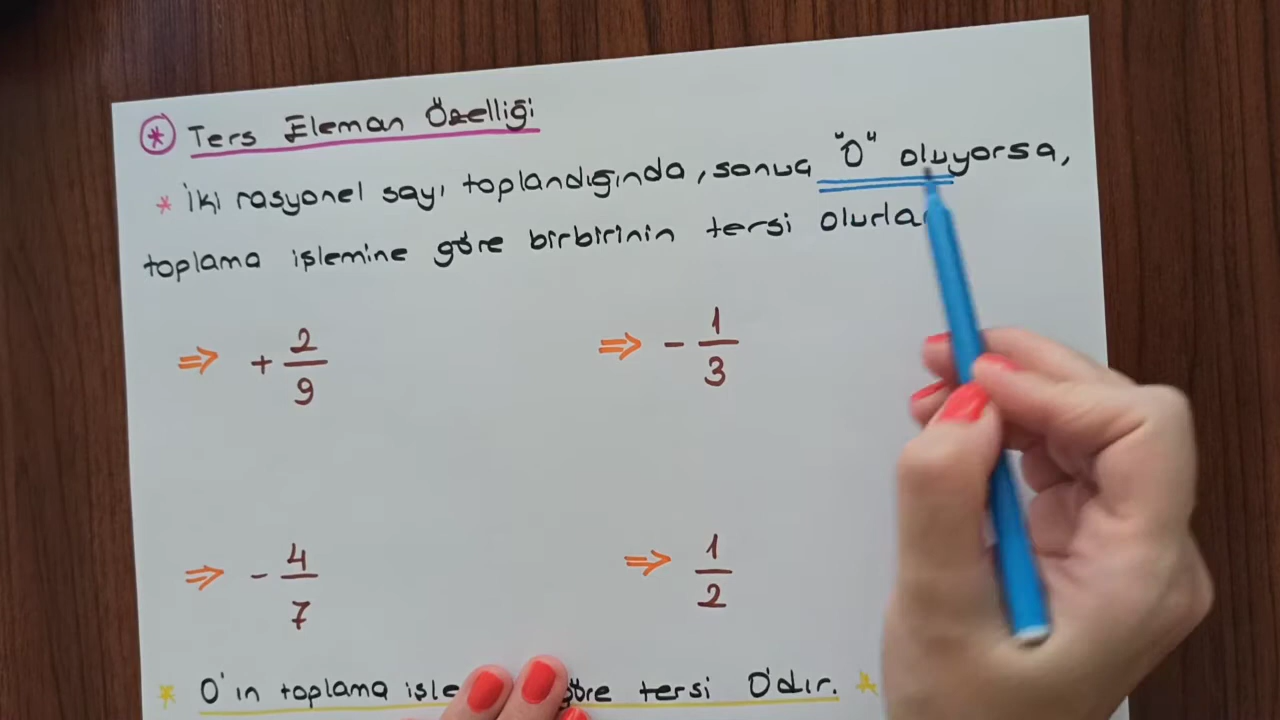 * Ters Eleman Özelliği
* İki rasyonel sayı toplandığında, sonuç "0" oluyorsa,
toplama işlemine göre birbirinin tersi olurlar
⇒ + 2/9 ⇒ - 1/3
⇒ - 4/7 ⇒ 1/2
* 0'ın toplama göre tersi 0'dır. *